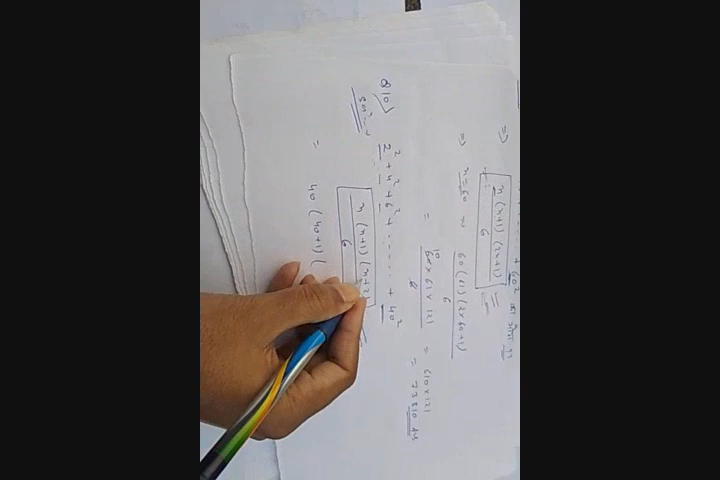 + 60² का मान
⇒ n(n+1)(2n+1) / 6
⇒ n = 60 ⇒ 60(61)(2×60+1) / 6
= 10 60×61×121 / 6 = 610×121
= 73810 Ans
Q10)
Solⁿ
2² + 4² + 6² + ....... + 40²
n(n+1)(n+2) / 6
= 40(40+1)(